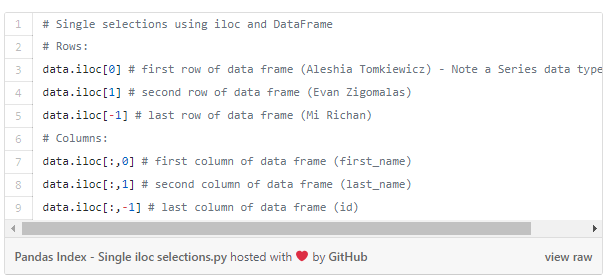 1 # Single selections using iloc and DataFrame
2 # Rows:
3 data.iloc[0] # first row of data frame (Aleshia Tomkiewicz) - Note a Series data type
4 data.iloc[1] # second row of data frame (Evan Zigomalas)
5 data.iloc[-1] # last row of data frame (Mi Richan)
6 # Columns:
7 data.iloc[:,0] # first column of data frame (first_name)
8 data.iloc[:,1] # second column of data frame (last_name)
9 data.iloc[:,-1] # last column of data frame (id)
Pandas Index - Single iloc selections.py hosted with ❤ by GitHub view raw